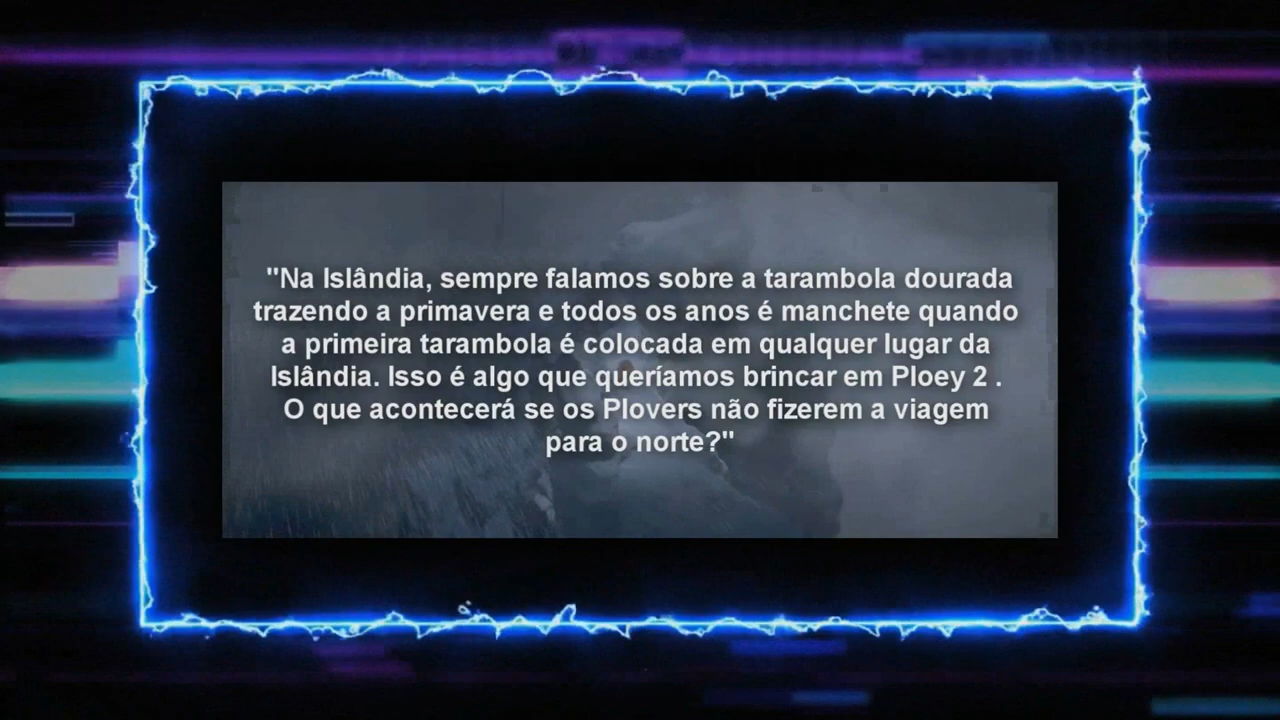 "Na Islândia, sempre falamos sobre a tarambola dourada
trazendo a primavera e todos os anos é manchete quando
a primeira tarambola é colocada em qualquer lugar da
Islândia. Isso é algo que queríamos brincar em Ploey 2 .
O que acontecerá se os Plovers não fizerem a viagem
para o norte?"